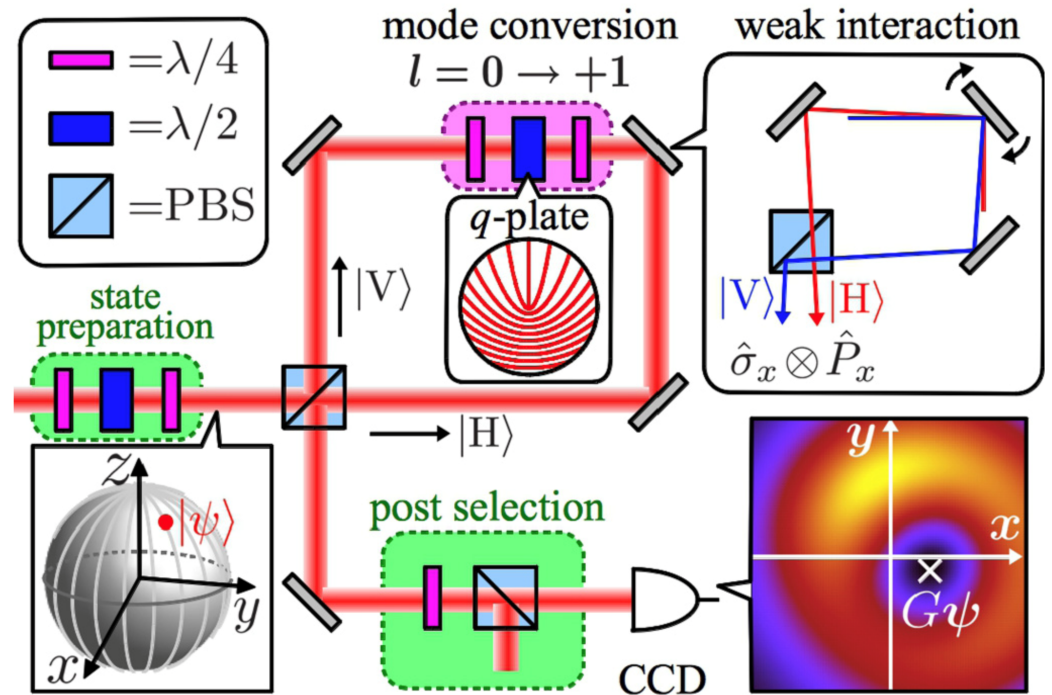 =λ/4
=λ/2
=PBS
mode conversion
l = 0 → +1
weak interaction
q-plate
|V⟩
|H⟩
|V⟩
|H⟩
σ̂ₓ ⊗ P̂ₓ
state
preparation
z
|ψ⟩
y
x
post selection
CCD
y
x
Gψ